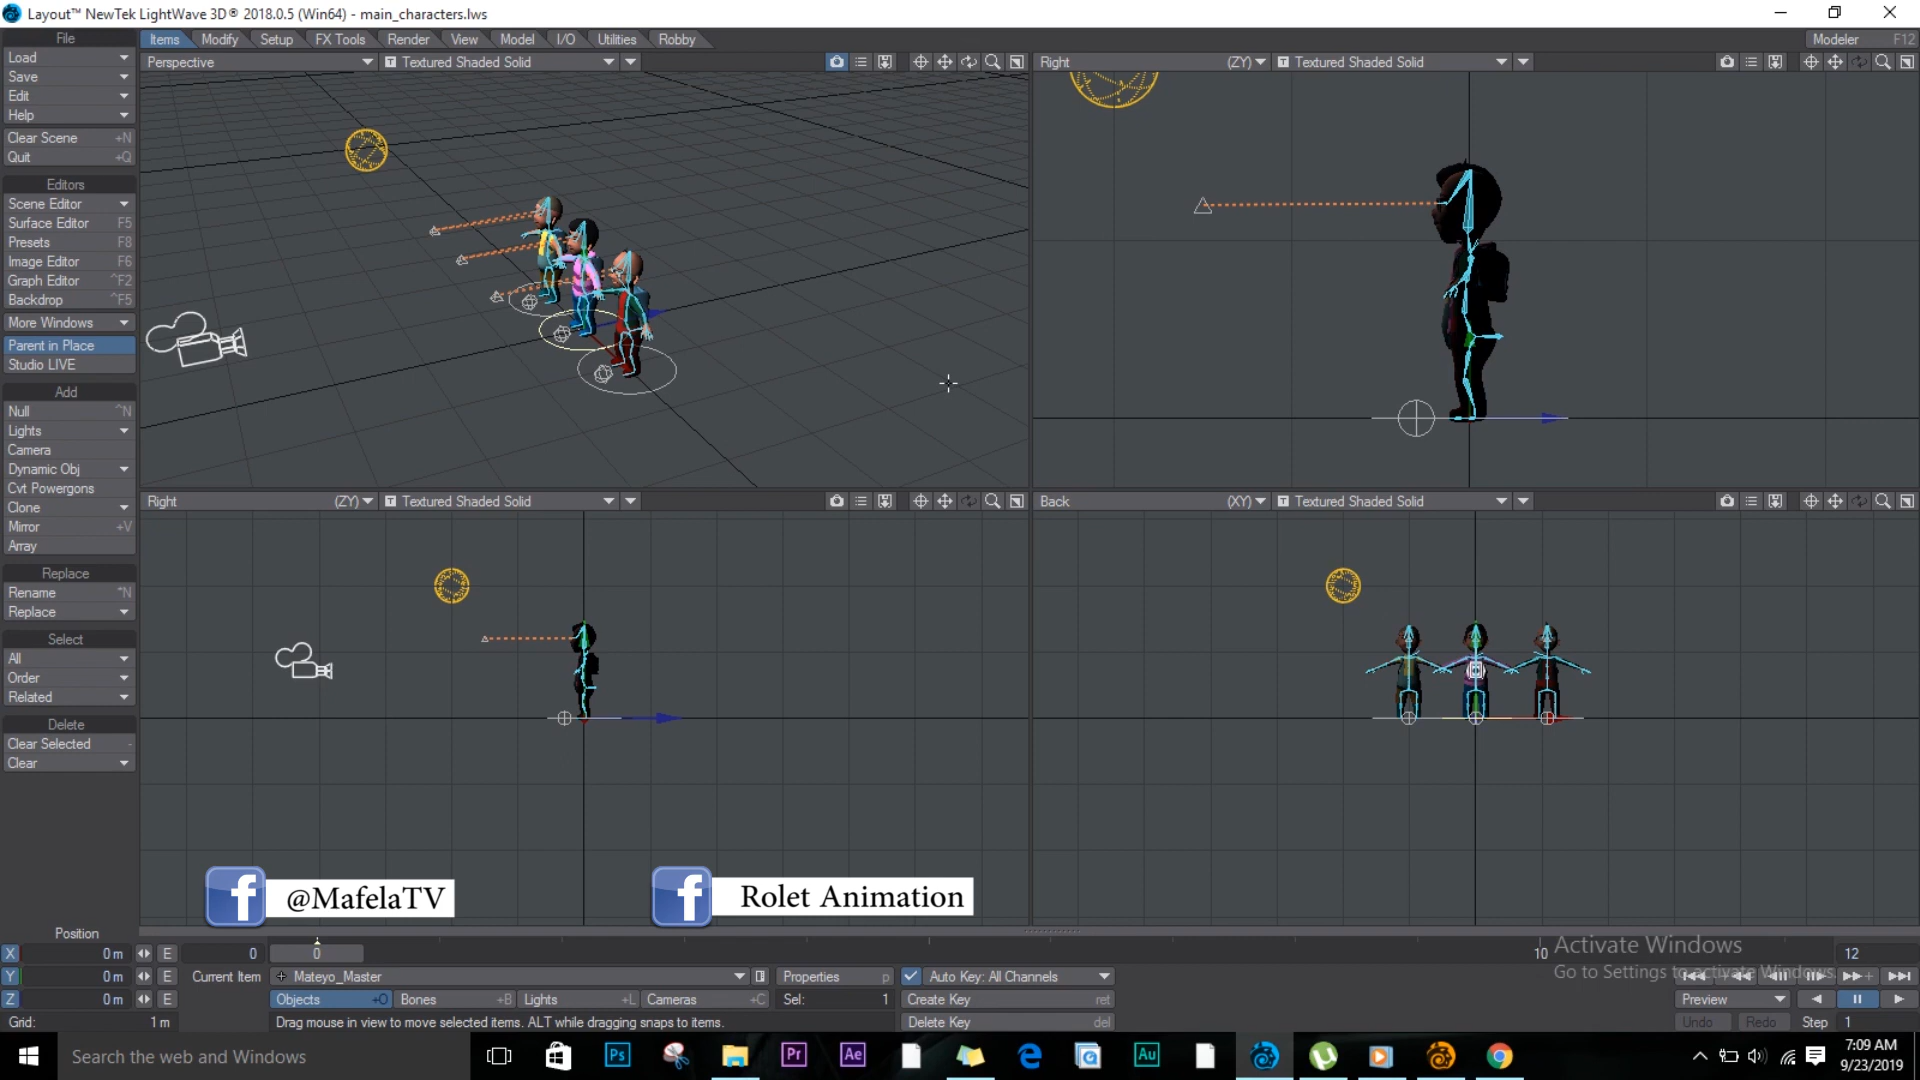 Layout™ NewTek LightWave 3D® 2018.0.5 (Win64) - main_characters.lws
File
Items Modify Setup FX Tools Render View Model I/O Utilities Robby
Modeler F12
Load
Perspective T Textured Shaded Solid
Right (ZY) T Textured Shaded Solid
Save
Edit
Help
Clear Scene +N
Quit +Q
Editors
Scene Editor
Surface Editor F5
Presets F8
Image Editor F6
Graph Editor ^F2
Backdrop ^F5
More Windows
Parent in Place
Studio LIVE
Add
Null ^N
Lights
Camera
Dynamic Obj
Cvt Powergons
Right (ZY) T Textured Shaded Solid
Back (XY) T Textured Shaded Solid
Clone
Mirror +V
Array
Replace
Rename
Replace
Select
All
Order
Related
Delete
Clear Selected -
Clear
f @MafelaTV
f Rolet Animation
Position
X 0 m E 0 0 10 12
Activate Windows
Go to Settings to activate Windows.
Y 0 m E Current Item Mateyo_Master Properties p Auto Key: All Channels
Z 0 m E Objects +O Bones +B Lights +L Cameras +C Sel: 1 Create Key ret Preview
Grid: 1 m Drag mouse in view to move selected items. ALT while dragging snaps to items. Delete Key del Undo Redo Step 1
Search the web and Windows
Ps Pr Ae Au
7:09 AM
9/23/2019